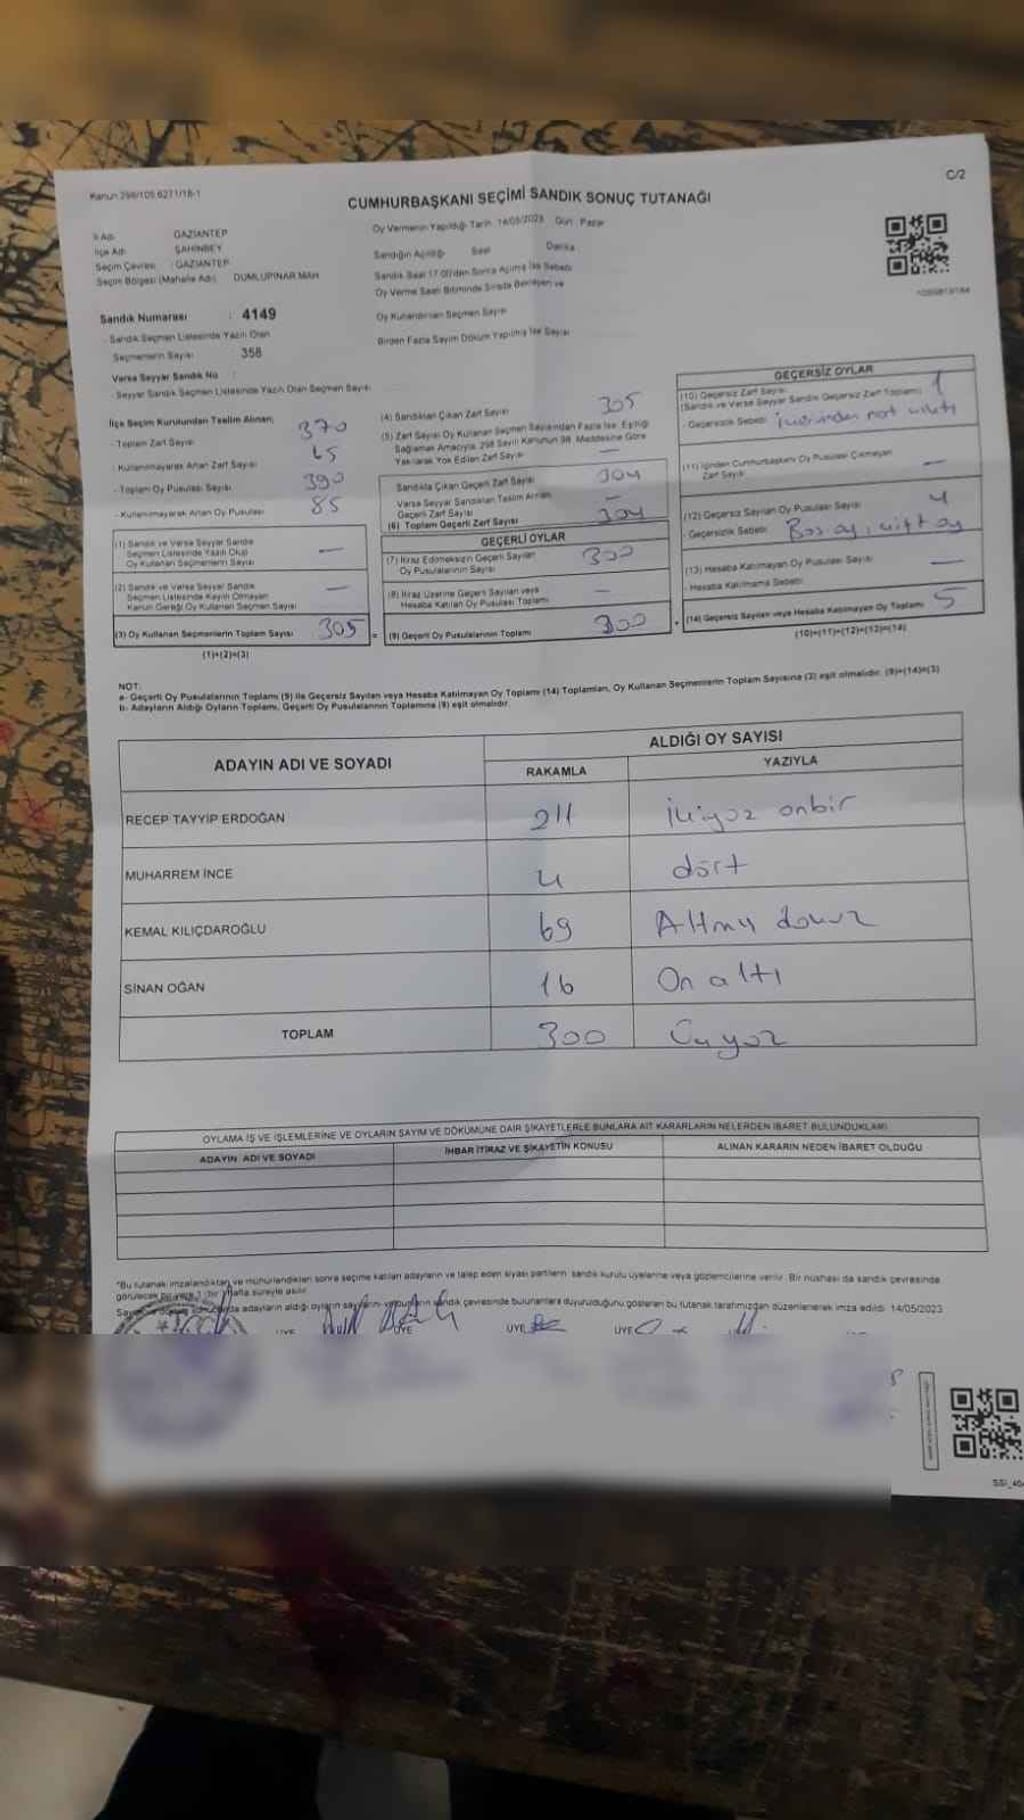 Kanun 298/105 6271/18-1
C/2
CUMHURBAŞKANI SEÇİMİ SANDIK SONUÇ TUTANAĞI
İl Adı GAZİANTEP
İlçe Adı ŞAHİNBEY
Seçim Çevresi : GAZİANTEP
Seçim Bölgesi (Mahalle Adı) DUMLUPINAR MAH
Oy Vermenin Yapıldığı Tarih 14/05/2023 Gün : Pazar
Sandığın Açıldığı Saat Dakika
Sandık Saat 17.00'den Sonra Açılmış İse Sebebi
Oy Verme Saati Bitiminde Sırada Bekleyen ve
Oy Kullandırılan Seçmen Sayısı
Birden Fazla Sayım Döküm Yapılmış İse Sayısı
Sandık Numarası : 4149
Sandık Seçmen Listesinde Yazılı Olan
Seçmenlerin Sayısı 358
Varsa Seyyar Sandık No :
Seyyar Sandık Seçmen Listesinde Yazılı Olan Seçmen Sayısı
İlçe Seçim Kurulundan Teslim Alınan;
- Toplam Zarf Sayısı 370
- Kullanılmayarak Artan Zarf Sayısı 65
- Toplam Oy Pusulası Sayısı 390
- Kullanılmayarak Artan Oy Pusulası 85
(1) Sandık ve Varsa Seyyar Sandık
Seçmen Listesinde Yazılı Olup
Oy Kullanan Seçmenlerin Sayısı —
(2) Sandık ve Varsa Seyyar Sandık
Seçmen Listesinde Kayıtlı Olmayan
Kanun Gereği Oy Kullanan Seçmen Sayısı —
(3) Oy Kullanan Seçmenlerin Toplam Sayısı 305
(1)+(2)=(3)
(4) Sandıktan Çıkan Zarf Sayısı 305
(5) Zarf Sayısı Oy Kullanan Seçmen Sayısından Fazla İse, Eşitliği
Sağlamak Amacıyla, 298 Sayılı Kanunun 98. Maddesine Göre
Yakılarak Yok Edilen Zarf Sayısı —
Sandıkta Çıkan Geçerli Zarf Sayısı 304
Varsa Seyyar Sandıktan Teslim Alınan
Geçerli Zarf Sayısı —
(6) Toplam Geçerli Zarf Sayısı 304
GEÇERLİ OYLAR
(7) İtiraz Edilmeksizin Geçerli Sayılan
Oy Pusulalarının Sayısı 300
(8) İtiraz Üzerine Geçerli Sayılan veya
Hesaba Katılan Oy Pusulası Toplamı —
(9) Geçerli Oy Pusulalarının Toplamı 300
GEÇERSİZ OYLAR
(10) Geçersiz Zarf Sayısı
(Sandık ve Varsa Seyyar Sandık Geçersiz Zarf Toplamı) 1
- Geçersizlik Sebebi: not
(11) İçinden Cumhurbaşkanı Oy Pusulası Çıkmayan
Zarf Sayısı —
(12) Geçersiz Sayılan Oy Pusulası Sayısı 4
- Geçersizlik Sebebi: Boş oy, çift oy
(13) Hesaba Katılmayan Oy Pusulası Sayısı —
- Hesaba Katılmama Sebebi:
(14) Geçersiz Sayılan veya Hesaba Katılmayan Oy Toplamı 5
(10)+(11)+(12)+(13)=(14)
NOT:
a- Geçerli Oy Pusulalarının Toplamı (9) ile Geçersiz Sayılan veya Hesaba Katılmayan Oy Toplamı (14) Toplamları, Oy Kullanan Seçmenlerin Toplam Sayısına (3) eşit olmalıdır. (9)+(14)=(3)
b- Adayların Aldığı Oyların Toplamı, Geçerli Oy Pusulalarının Toplamına (9) eşit olmalıdır.
ADAYIN ADI VE SOYADI ALDIĞI OY SAYISI
RAKAMLA YAZIYLA
RECEP TAYYİP ERDOĞAN 211 İkiyüz onbir
MUHARREM İNCE 4 dört
KEMAL KILIÇDAROĞLU 69 Altmış dokuz
SİNAN OĞAN 16 On altı
TOPLAM 300 Üçyüz
OYLAMA İŞ VE İŞLEMLERİNE VE OYLARIN SAYIM VE DÖKÜMÜNE DAİR ŞİKAYETLERLE BUNLARA AİT KARARLARIN NELERDEN İBARET BULUNDUKLARI
ADAYIN ADI VE SOYADI İHBAR İTİRAZ VE ŞİKAYETİN KONUSU ALINAN KARARIN NEDEN İBARET OLDUĞU
*Bu tutanak imzalandıktan ve mühürlendikten sonra seçime katılan adayların ve talep eden siyasi partilerin sandık kurulu üyelerine veya gözlemcilerine verilir. Bir nüshası da sandık çevresinde
görülecek bir yere 1 bir hafta süreyle asılır.
adayların aldığı oyların sandık çevresinde bulunanlara duyurulduğunu gösteren bu tutanak tarafımızdan düzenlenerek imza edildi. 14/05/2023
ÜYE ÜYE ÜYE ÜYE